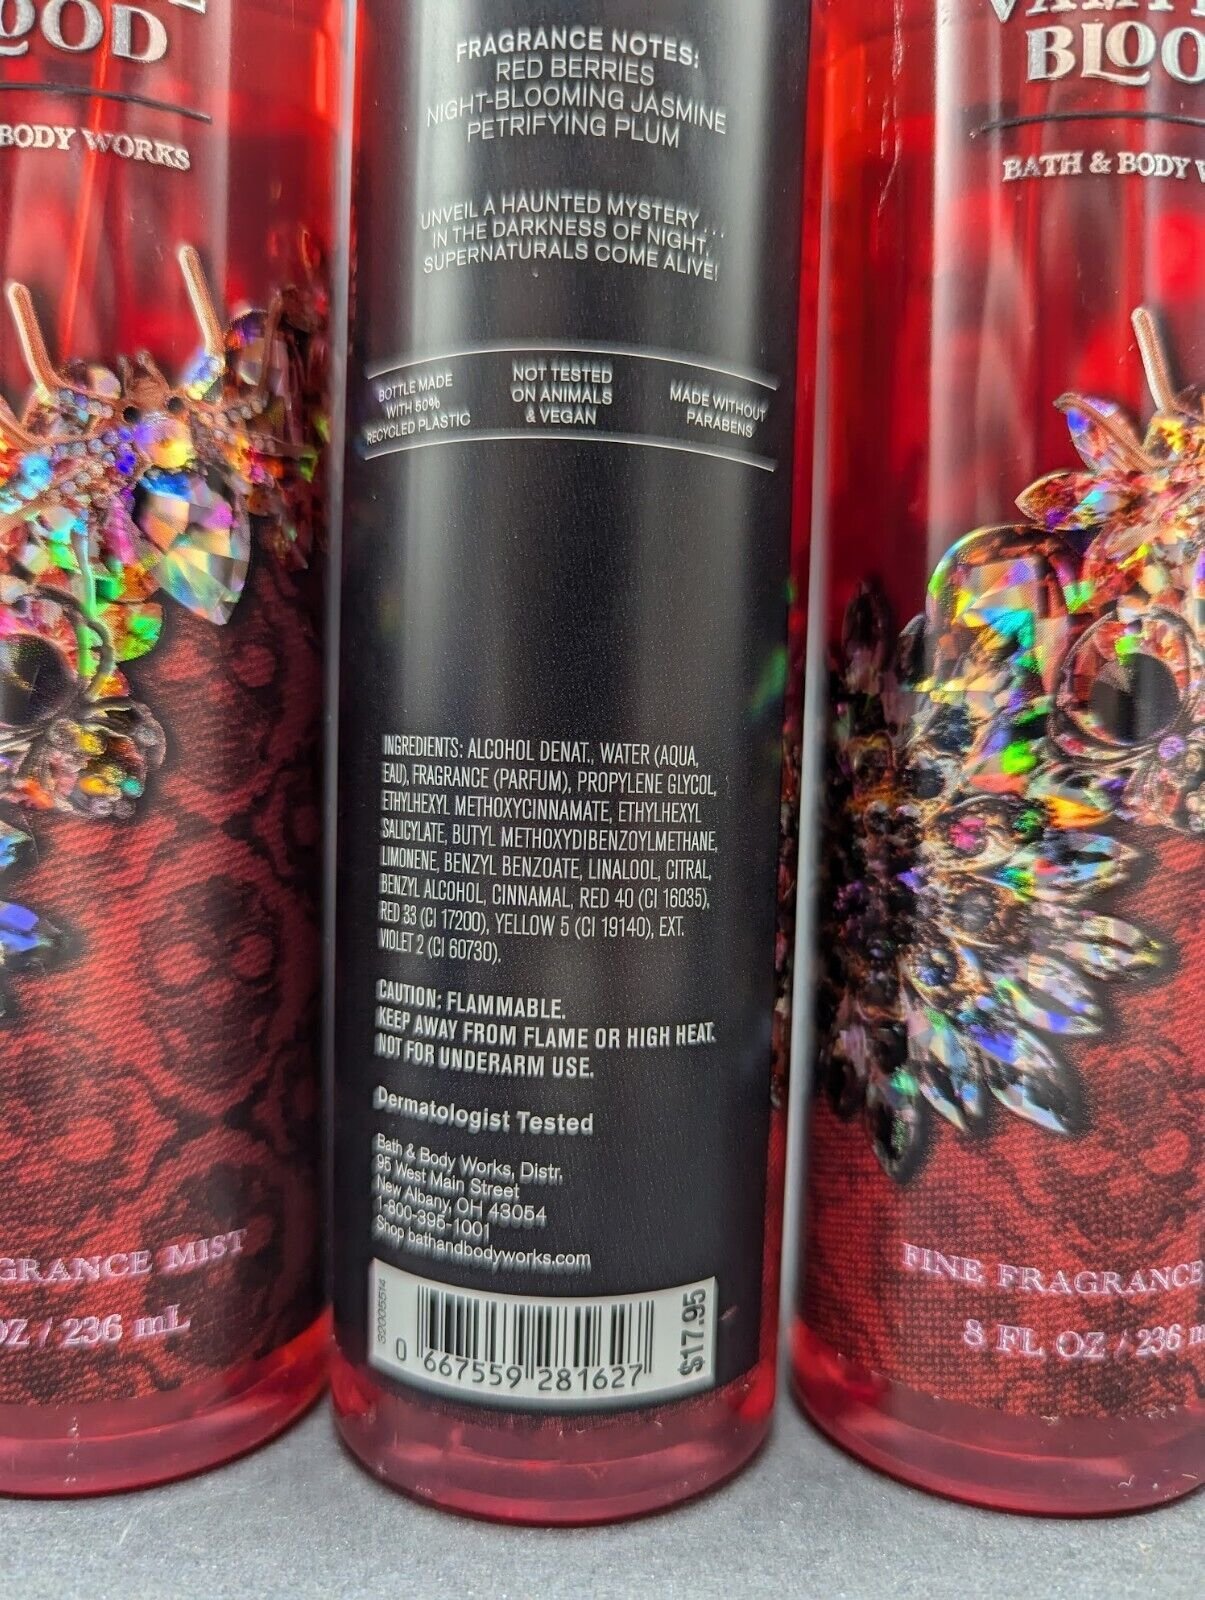 OOD
BODY WORKS
GRANCE MIST
OZ / 236 mL
FRAGRANCE NOTES:
RED BERRIES
NIGHT-BLOOMING JASMINE
PETRIFYING PLUM
UNVEIL A HAUNTED MYSTERY...
IN THE DARKNESS OF NIGHT,
SUPERNATURALS COME ALIVE!
BOTTLE MADE
WITH 50%
RECYCLED PLASTIC
NOT TESTED
ON ANIMALS
& VEGAN
MADE WITHOUT
PARABENS
INGREDIENTS: ALCOHOL DENAT., WATER (AQUA,
EAU), FRAGRANCE (PARFUM), PROPYLENE GLYCOL,
ETHYLHEXYL METHOXYCINNAMATE, ETHYLHEXYL
SALICYLATE, BUTYL METHOXYDIBENZOYLMETHANE,
LIMONENE, BENZYL BENZOATE, LINALOOL, CITRAL,
BENZYL ALCOHOL, CINNAMAL, RED 40 (CI 16035),
RED 33 (CI 17200), YELLOW 5 (CI 19140), EXT.
VIOLET 2 (CI 60730).
CAUTION: FLAMMABLE.
KEEP AWAY FROM FLAME OR HIGH HEAT.
NOT FOR UNDERARM USE.
Dermatologist Tested
Bath & Body Works, Distr.
95 West Main Street
New Albany, OH 43054
1-800-395-1001
Shop bathandbodyworks.com
32005514
0 667559 281627
$17.95
VAMP
BLOO
BATH & BODY W
FINE FRAGRANCE
8 FL OZ / 236 m